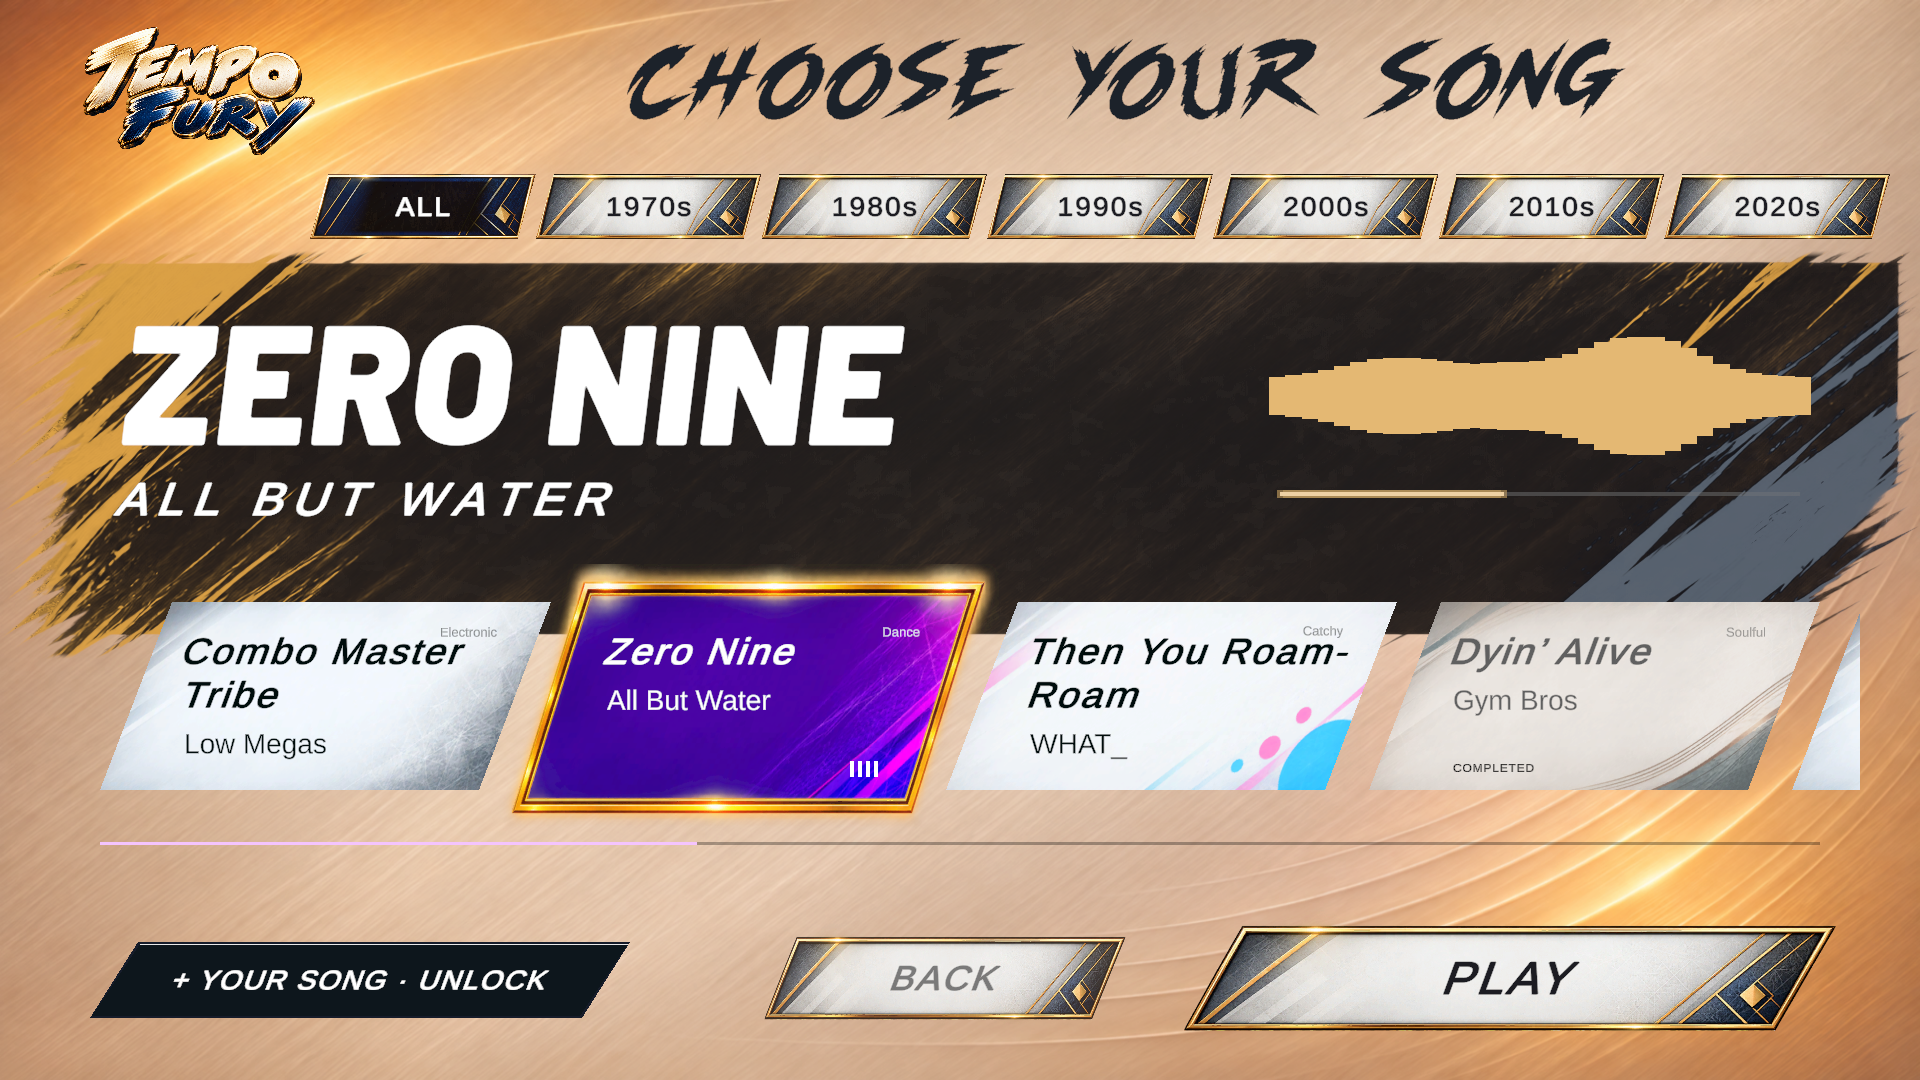 TEMPO
FURY
CHOOSE YOUR SONG
ALL
1970s
1980s
1990s
2000s
2010s
2020s
ZERO NINE
ALL BUT WATER
Electronic
Combo Master
Tribe
Low Megas
Dance
Zero Nine
All But Water
Catchy
Then You Roam-
Roam
WHAT_
Soulful
Dyin’ Alive
Gym Bros
COMPLETED
+ YOUR SONG · UNLOCK
BACK
PLAY